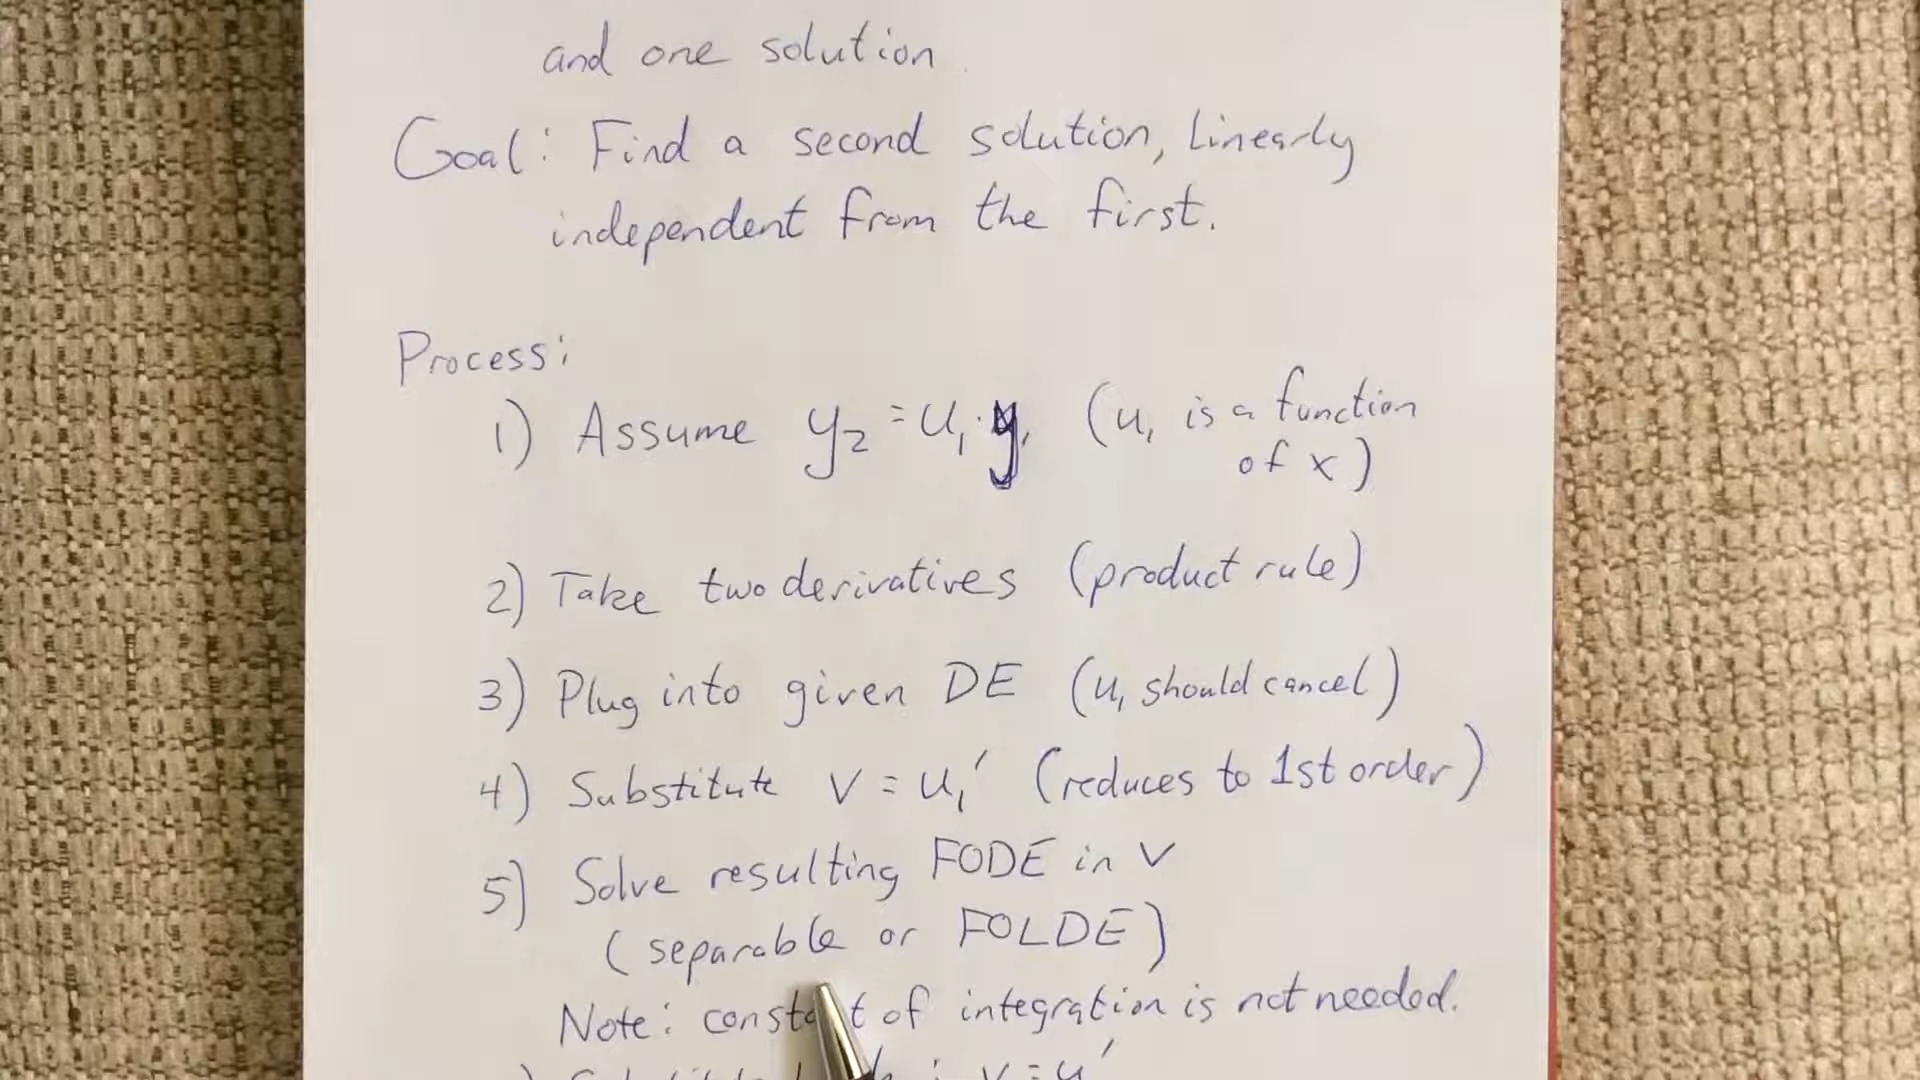 and one solution
Goal: Find a second solution, linearly
independent from the first.
Process:
1) Assume y₂ = u₁ · y₁ (u₁ is a function
of x)
2) Take two derivatives (product rule)
3) Plug into given DE (u₁ should cancel)
4) Substitute v = u₁′ (reduces to 1st order)
5) Solve resulting FODE in v
(separable or FOLDE)
Note: constant of integration is not needed.
v = u′